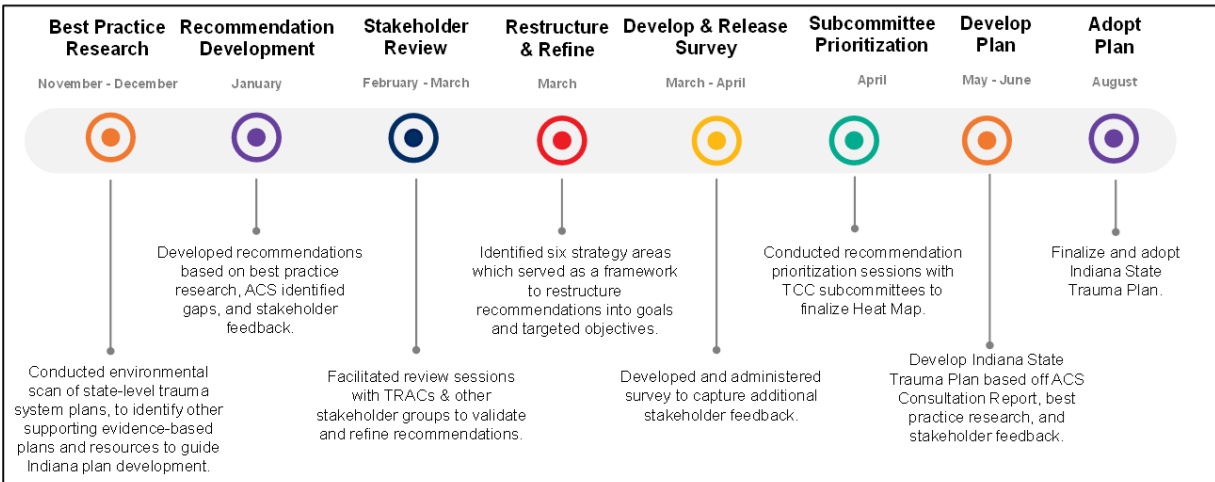 Best Practice
Research
November - December
Recommendation
Development
January
Stakeholder
Review
February - March
Restructure
& Refine
March
Develop & Release
Survey
March - April
Subcommittee
Prioritization
April
Develop
Plan
May - June
Adopt
Plan
August
Conducted environmental
scan of state-level trauma
system plans, to identify other
supporting evidence-based
plans and resources to guide
Indiana plan development.
Developed recommendations
based on best practice
research, ACS identified
gaps, and stakeholder
feedback.
Facilitated review sessions
with TRACs & other
stakeholder groups to validate
and refine recommendations.
Identified six strategy areas
which served as a framework
to restructure
recommendations into goals
and targeted objectives.
Developed and administered
survey to capture additional
stakeholder feedback.
Conducted recommendation
prioritization sessions with
TCC subcommittees to
finalize Heat Map.
Develop Indiana State
Trauma Plan based off ACS
Consultation Report, best
practice research, and
stakeholder feedback.
Finalize and adopt
Indiana State
Trauma Plan.